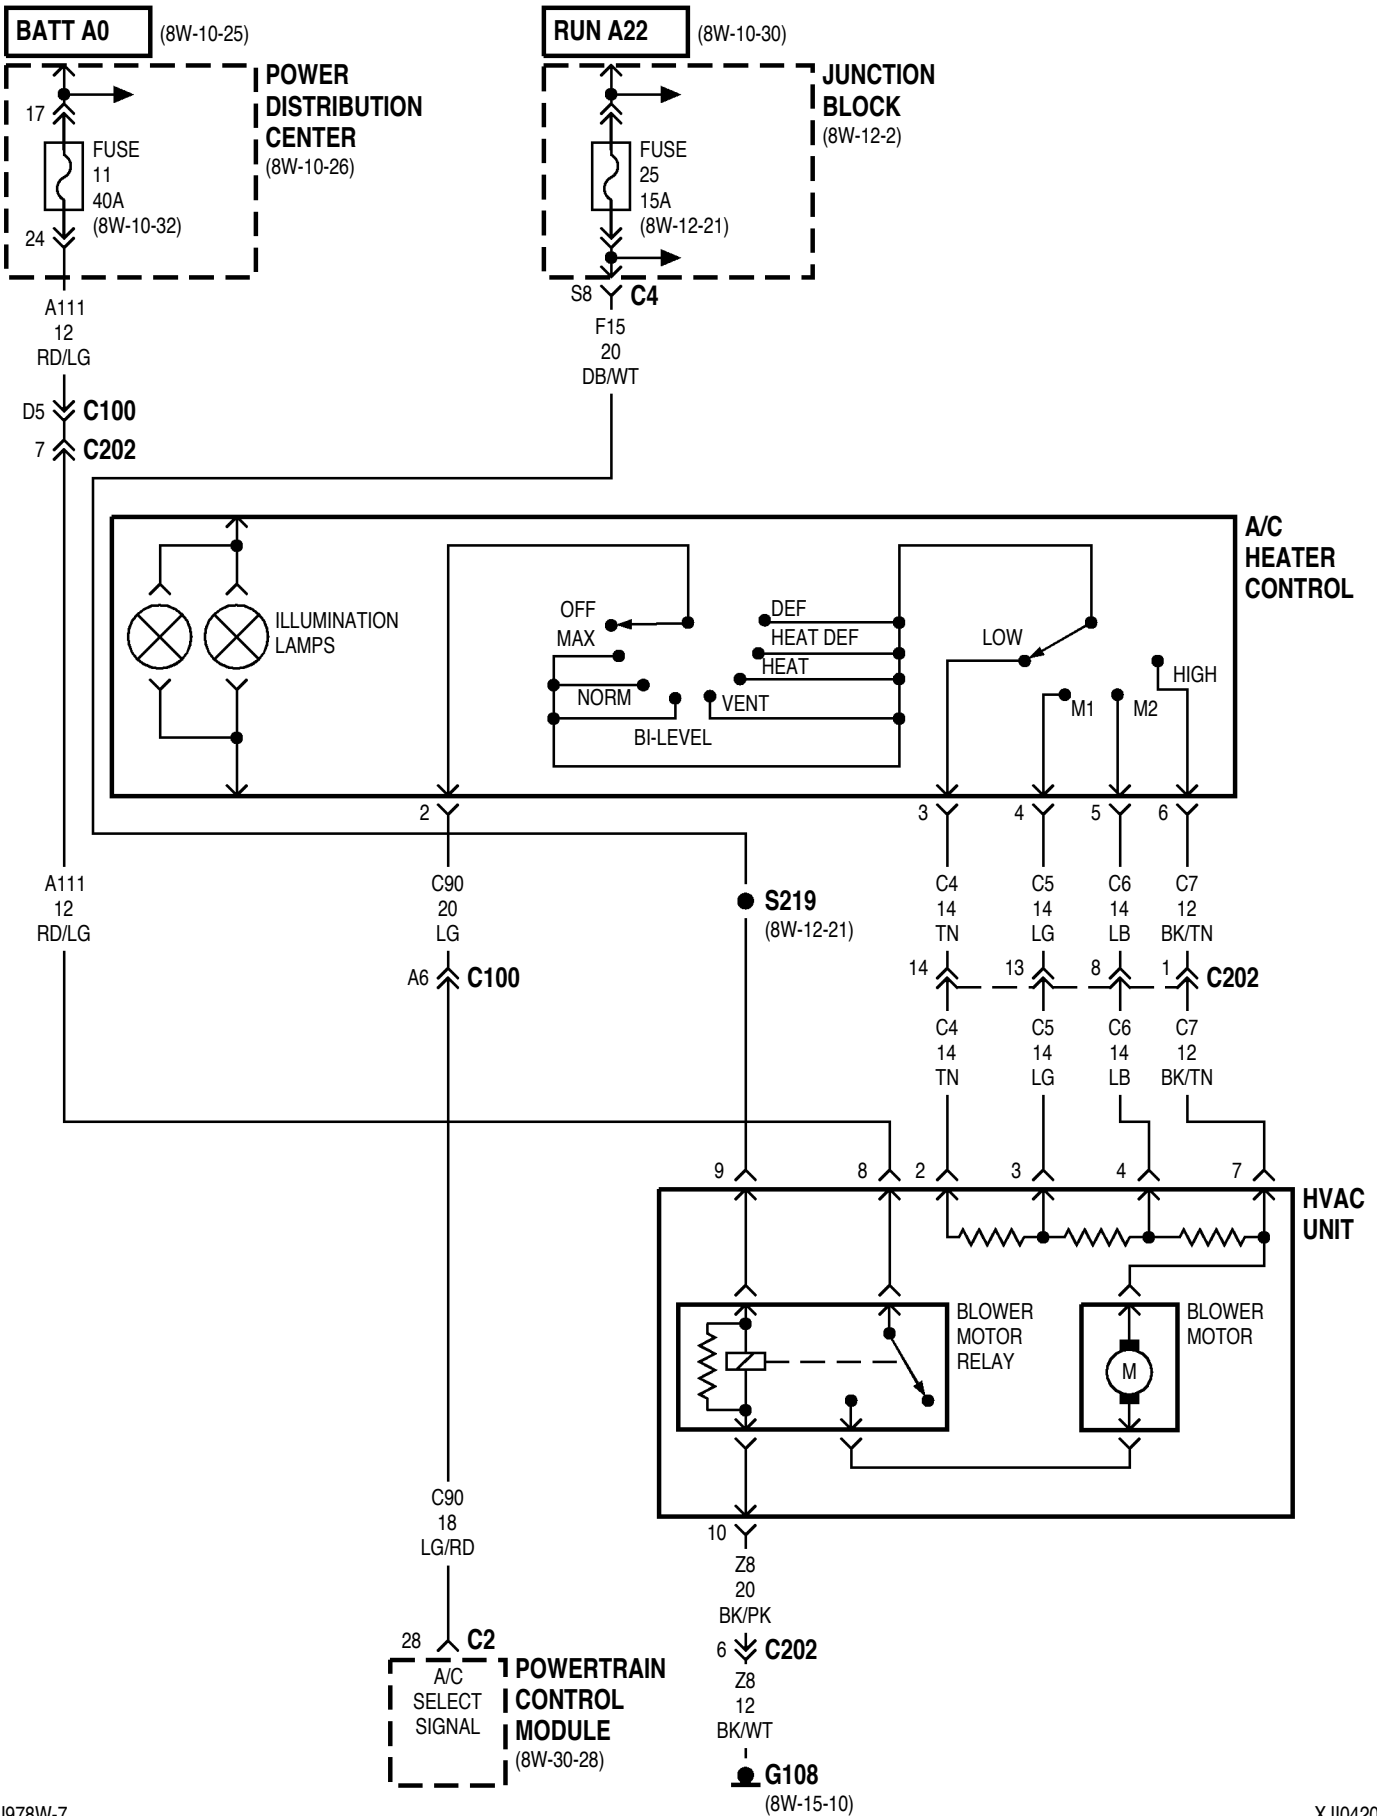 BATT A0
(8W-10-25)
RUN A22
(8W-10-30)
POWER
DISTRIBUTION
CENTER
(8W-10-26)
17
FUSE
11
40A
(8W-10-32)
24
JUNCTION
BLOCK
(8W-12-2)
FUSE
25
15A
(8W-12-21)
S8
C4
A111
12
RD/LG
F15
20
DB/WT
D5
C100
7
C202
A/C
HEATER
CONTROL
ILLUMINATION
LAMPS
OFF
MAX
NORM
BI-LEVEL
DEF
HEAT DEF
HEAT
VENT
LOW
M1
M2
HIGH
2
3
4
5
6
A111
12
RD/LG
C90
20
LG
A6
C100
S219
(8W-12-21)
C4
14
TN
C5
14
LG
C6
14
LB
C7
12
BK/TN
14
13
8
1
C202
C4
14
TN
C5
14
LG
C6
14
LB
C7
12
BK/TN
9
8
2
3
4
7
HVAC
UNIT
BLOWER
MOTOR
RELAY
BLOWER
MOTOR
M
10
Z8
20
BK/PK
6
C202
Z8
12
BK/WT
G108
(8W-15-10)
C90
18
LG/RD
28
C2
A/C
SELECT
SIGNAL
POWERTRAIN
CONTROL
MODULE
(8W-30-28)
J978W-7